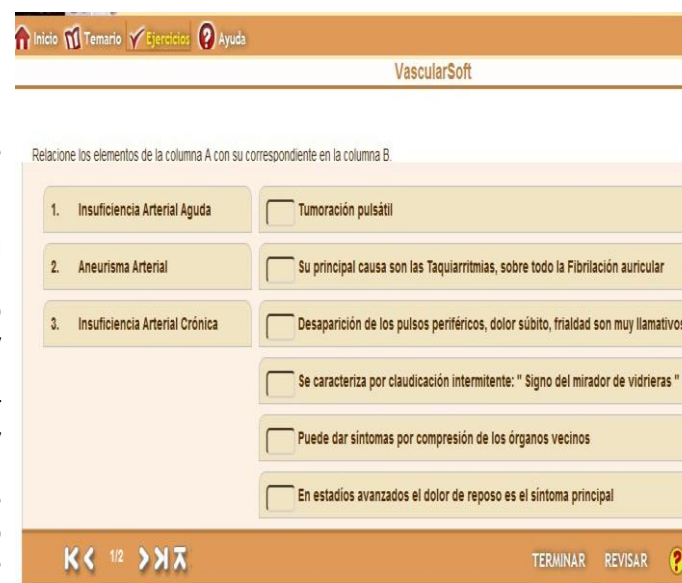 Inicio Temario Ejercicios Ayuda
VascularSoft
Relacione los elementos de la columna A con su correspondiente en la columna B.
1. Insuficiencia Arterial Aguda
Tumoración pulsátil
2. Aneurisma Arterial
Su principal causa son las Taquiarritmias, sobre todo la Fibrilación auricular
3. Insuficiencia Arterial Crónica
Desaparición de los pulsos periféricos, dolor súbito, frialdad son muy llamativos
Se caracteriza por claudicación intermitente: " Signo del mirador de vidrieras "
Puede dar síntomas por compresión de los órganos vecinos
En estadíos avanzados el dolor de reposo es el síntoma principal
1/2
TERMINAR REVISAR ?